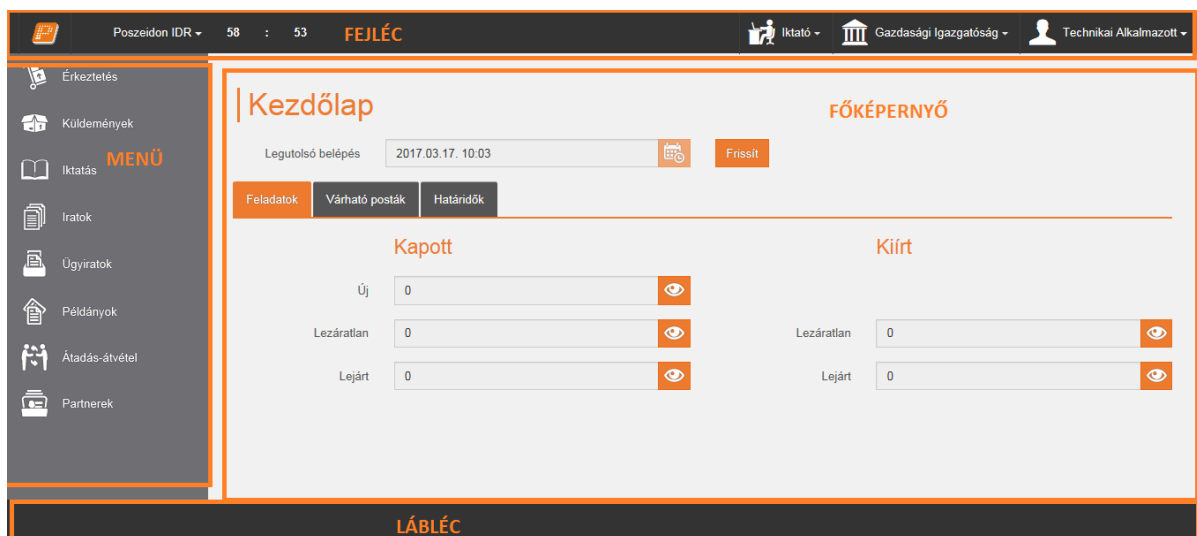 Poszeidon IDR 58 : 53 FEJLÉC Iktató Gazdasági Igazgatóság Technikai Alkalmazott
Érkeztetés
Küldemények
MENÜ
Iktatás
Iratok
Ügyiratok
Példányok
Átadás-átvétel
Partnerek
Kezdőlap
FŐKÉPERNYŐ
Legutolsó belépés 2017.03.17. 10:03 Frissít
Feladatok Várható posták Határidők
Kapott Kiírt
Új 0
Lezáratlan 0 Lezáratlan 0
Lejárt 0 Lejárt 0
LÁBLÉC